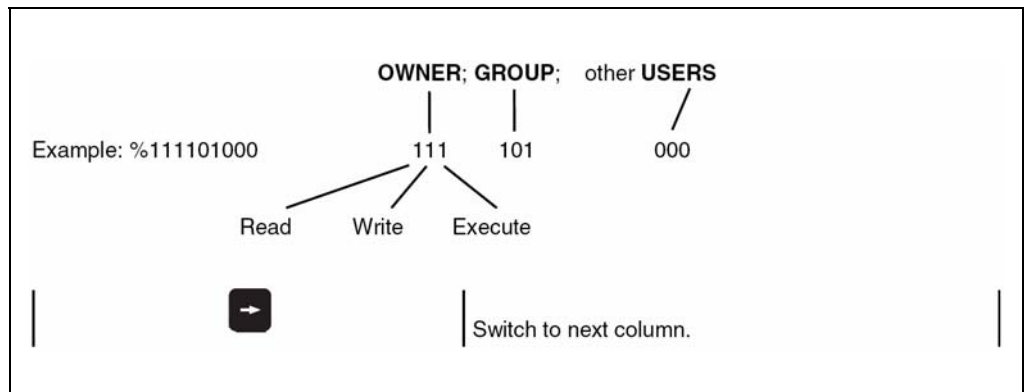 OWNER; GROUP; other USERS
Example: %111101000 111 101 000
Read Write Execute
Switch to next column.